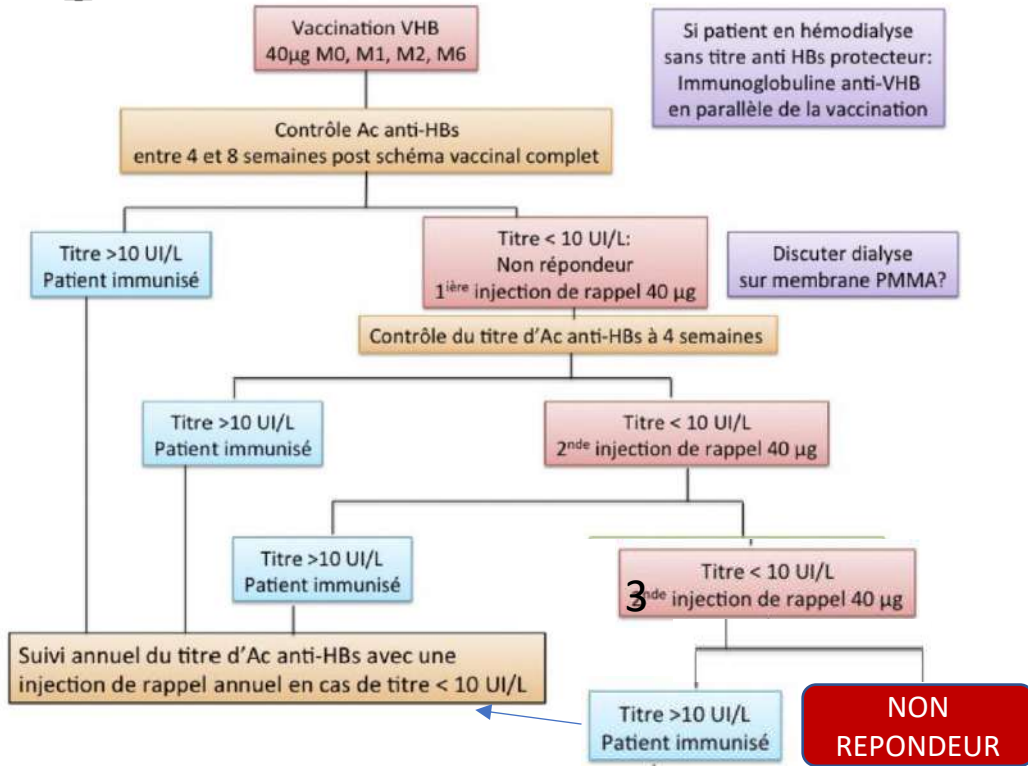 Vaccination VHB
40µg M0, M1, M2, M6
Si patient en hémodialyse
sans titre anti HBs protecteur:
Immunoglobuline anti-VHB
en parallèle de la vaccination
Contrôle Ac anti-HBs
entre 4 et 8 semaines post schéma vaccinal complet
Titre >10 UI/L
Patient immunisé
Titre < 10 UI/L:
Non répondeur
1ière injection de rappel 40 µg
Discuter dialyse
sur membrane PMMA?
Contrôle du titre d'Ac anti-HBs à 4 semaines
Titre >10 UI/L
Patient immunisé
Titre < 10 UI/L
2nde injection de rappel 40 µg
Titre >10 UI/L
Patient immunisé
Titre < 10 UI/L
3nde injection de rappel 40 µg
Suivi annuel du titre d'Ac anti-HBs avec une
injection de rappel annuel en cas de titre < 10 UI/L
Titre >10 UI/L
Patient immunisé
NON
REPONDEUR